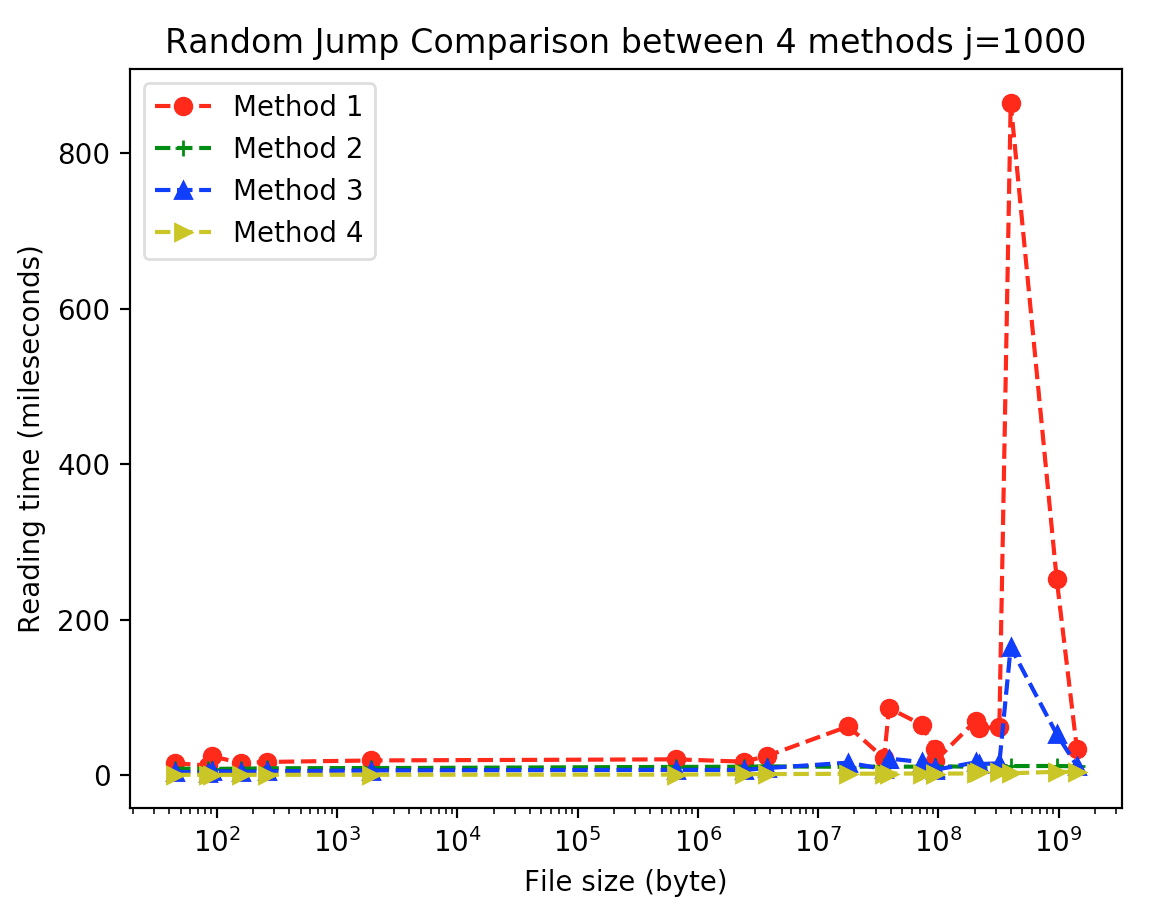 Random Jump Comparison between 4 methods j=1000
Method 1
Method 2
Method 3
Method 4
Reading time (mileseconds)
800
600
400
200
0
10² 10³ 10⁴ 10⁵ 10⁶ 10⁷ 10⁸ 10⁹
File size (byte)